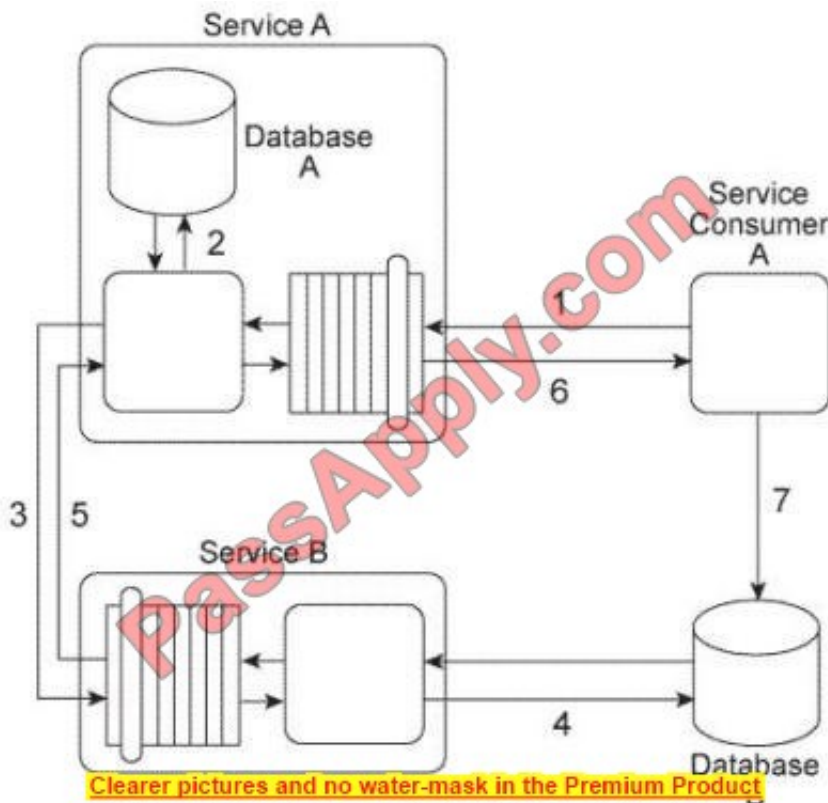 Service A
Database
A
2
Service
Consumer
A
1
6
3
5
7
Service B
4
Database
PassApply.com
Clearer pictures and no water-mask in the Premium Product